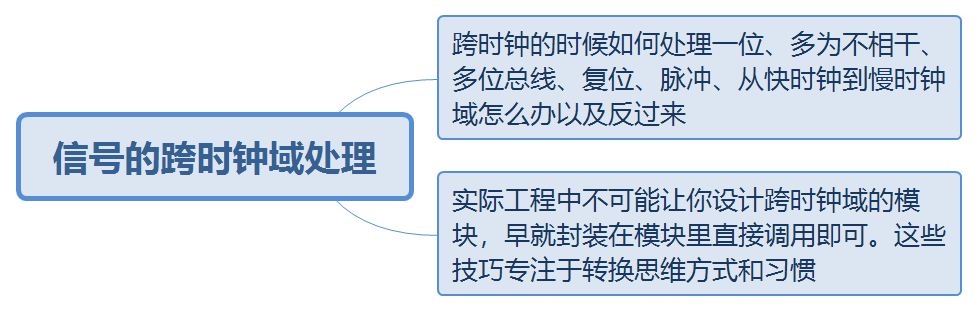 信号的跨时钟域处理
跨时钟的时候如何处理一位、多为不相干、
多位总线、复位、脉冲、从快时钟到慢时钟
域怎么办以及反过来
实际工程中不可能让你设计跨时钟域的模
块，早就封装在模块里直接调用即可。这些
技巧专注于转换思维方式和习惯